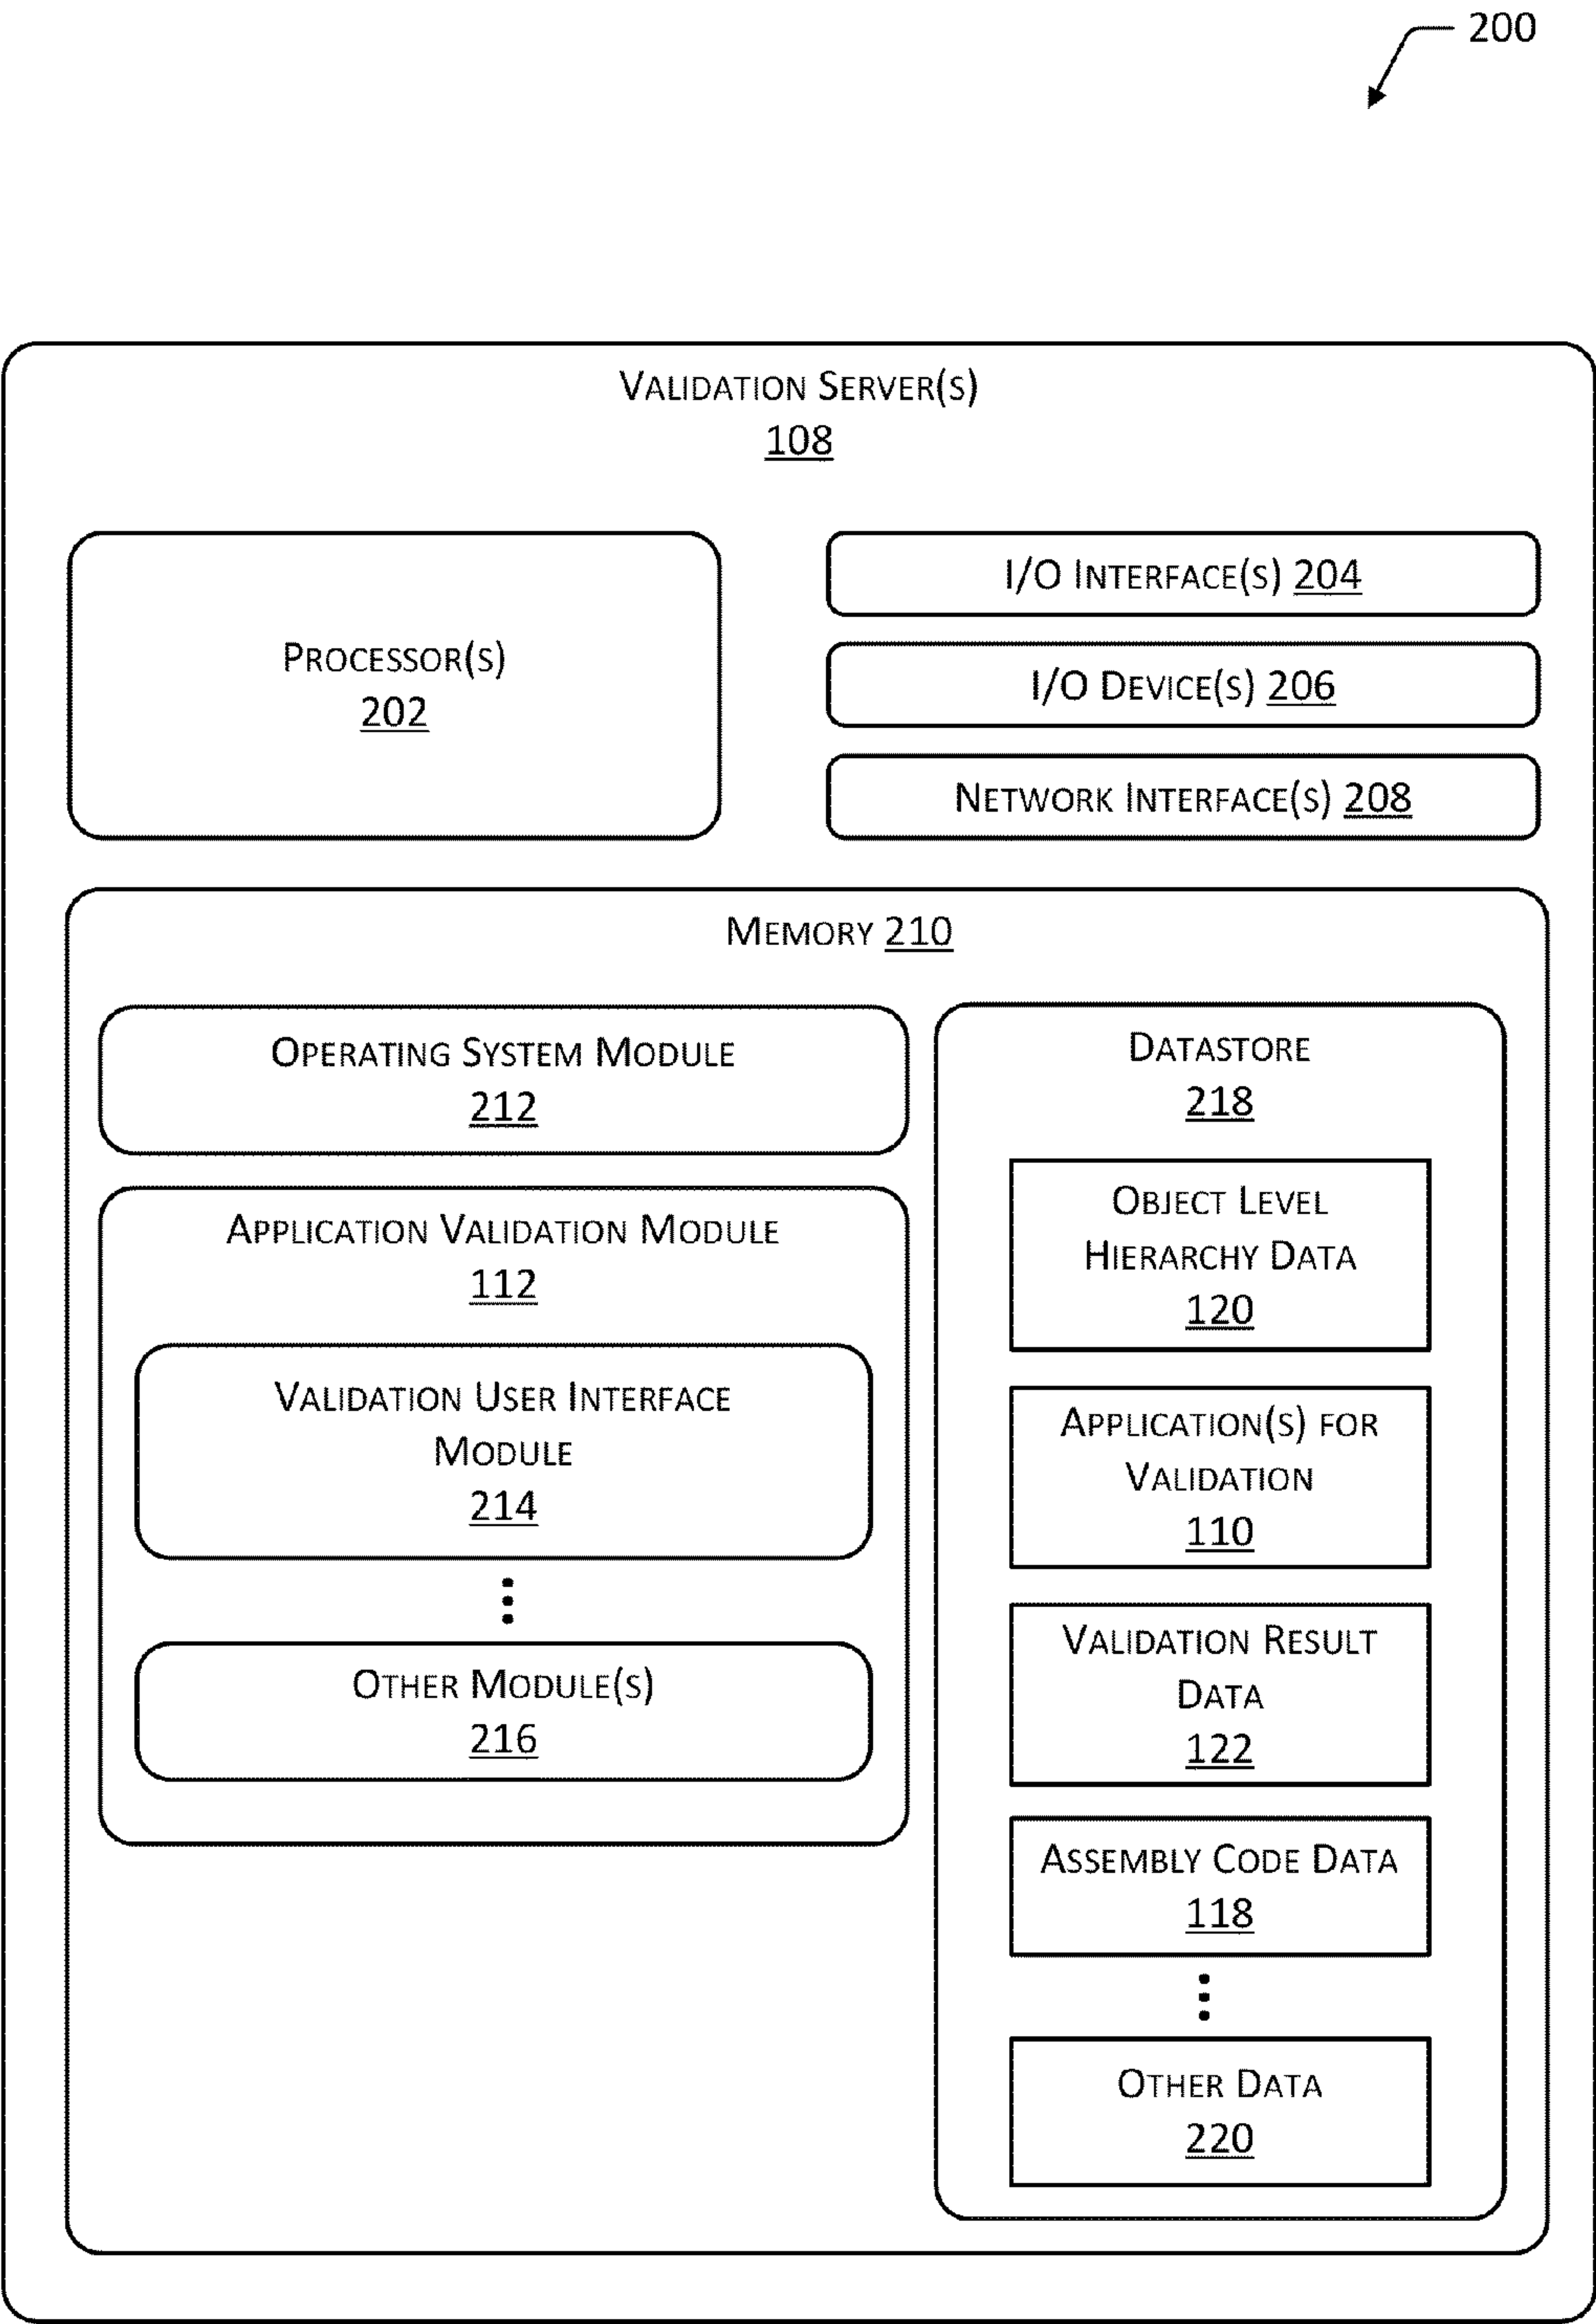 200
Validation Server(s)
108
Processor(s)
202
I/O Interface(s) 204
I/O Device(s) 206
Network Interface(s) 208
Memory 210
Operating System Module
212
Application Validation Module
112
Validation User Interface
Module
214
Other Module(s)
216
Datastore
218
Object Level
Hierarchy Data
120
Application(s) for
Validation
110
Validation Result
Data
122
Assembly Code Data
118
Other Data
220